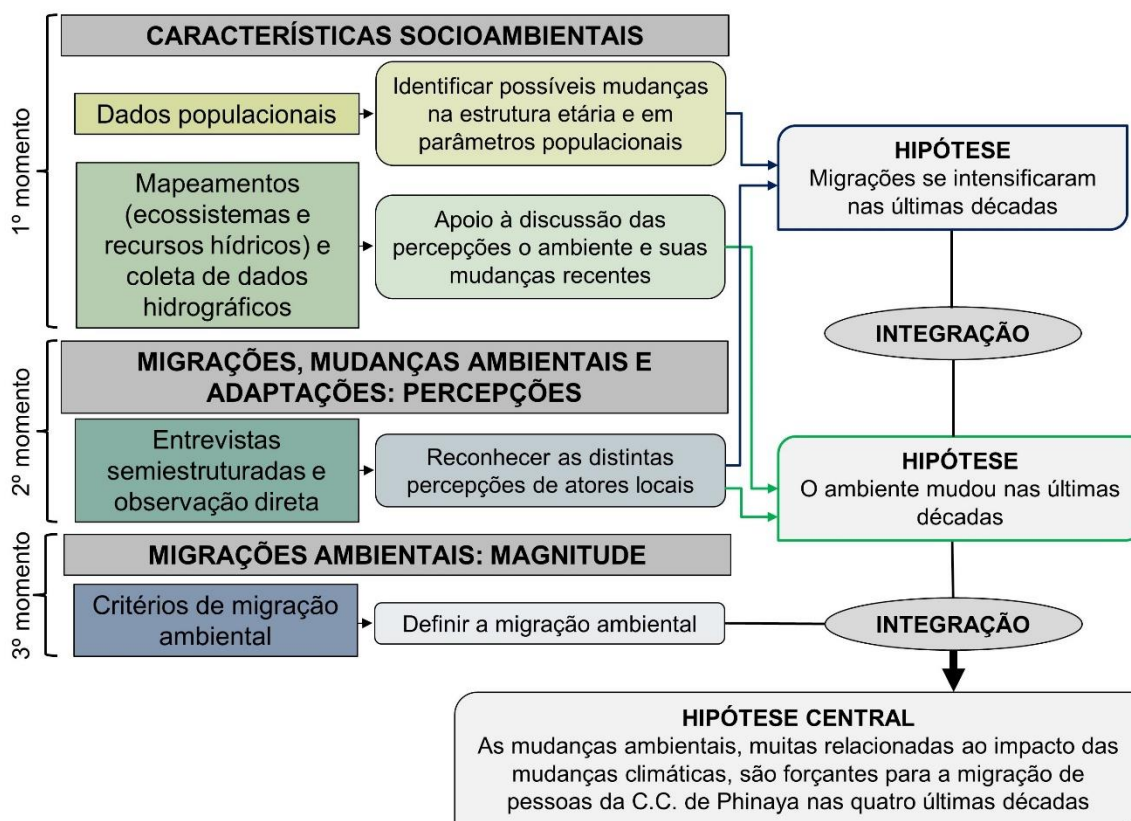 1º momento
CARACTERÍSTICAS SOCIOAMBIENTAIS
Dados populacionais
Identificar possíveis mudanças
na estrutura etária e em
parâmetros populacionais
Mapeamentos
(ecossistemas e
recursos hídricos) e
coleta de dados
hidrográficos
Apoio à discussão das
percepções o ambiente e suas
mudanças recentes
HIPÓTESE
Migrações se intensificaram
nas últimas décadas
INTEGRAÇÃO
2º momento
MIGRAÇÕES, MUDANÇAS AMBIENTAIS E
ADAPTAÇÕES: PERCEPÇÕES
Entrevistas
semiestruturadas e
observação direta
Reconhecer as distintas
percepções de atores locais
HIPÓTESE
O ambiente mudou nas últimas
décadas
3º momento
MIGRAÇÕES AMBIENTAIS: MAGNITUDE
Critérios de migração
ambiental
Definir a migração ambiental
INTEGRAÇÃO
HIPÓTESE CENTRAL
As mudanças ambientais, muitas relacionadas ao impacto das
mudanças climáticas, são forçantes para a migração de
pessoas da C.C. de Phinaya nas quatro últimas décadas